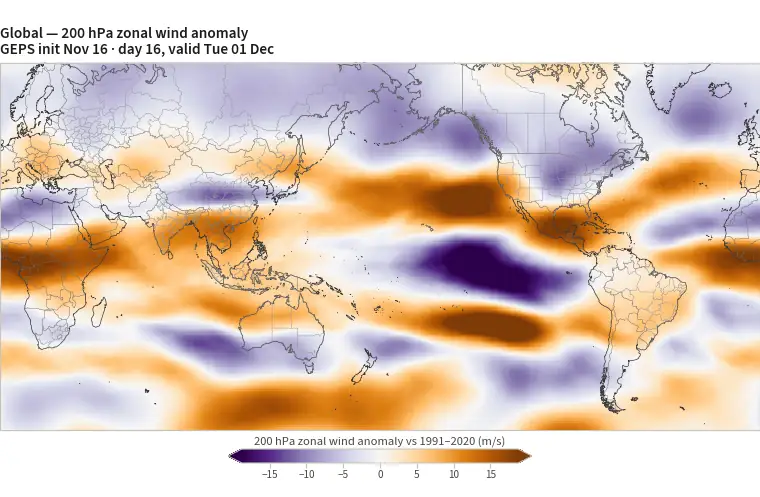 Global — 200 hPa zonal wind anomaly
GEPS init Nov 16 · day 16, valid Tue 01 Dec
200 hPa zonal wind anomaly vs 1991–2020 (m/s)
−15 −10 −5 0 5 10 15